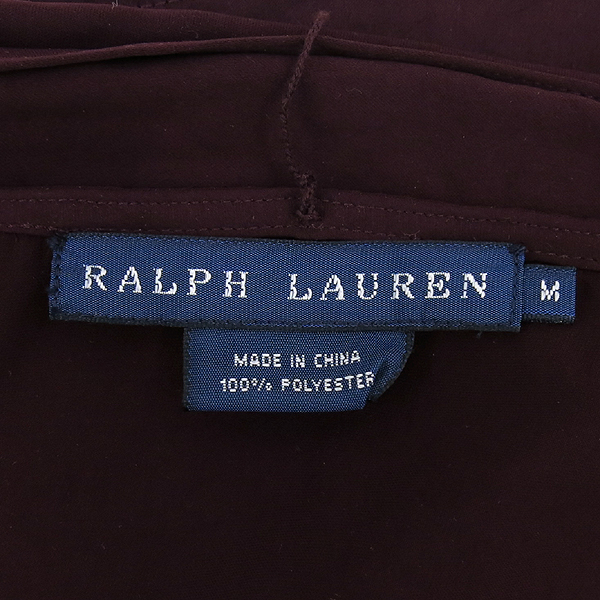 RALPH LAUREN
M
MADE IN CHINA
100% POLYESTER